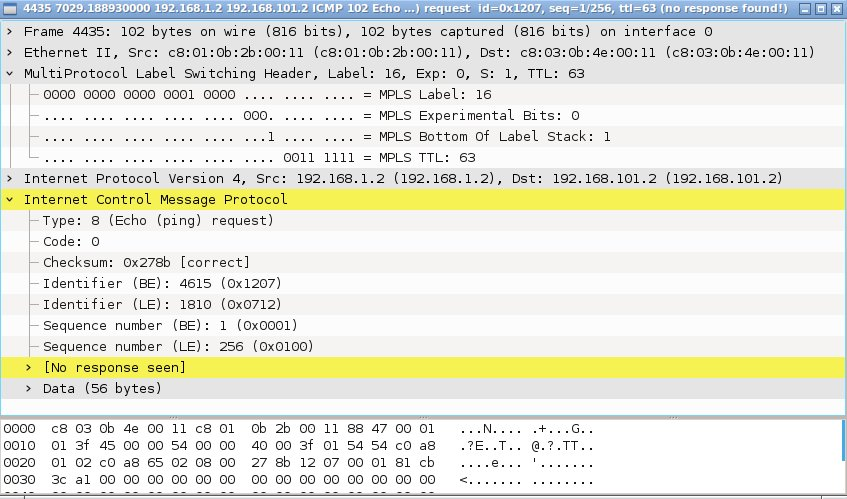 4435 7029.188930000 192.168.1.2 192.168.101.2 ICMP 102 Echo ...) request  id=0x1207, seq=1/256, ttl=63 (no response found!)
Frame 4435: 102 bytes on wire (816 bits), 102 bytes captured (816 bits) on interface 0
Ethernet II, Src: c8:01:0b:2b:00:11 (c8:01:0b:2b:00:11), Dst: c8:03:0b:4e:00:11 (c8:03:0b:4e:00:11)
MultiProtocol Label Switching Header, Label: 16, Exp: 0, S: 1, TTL: 63
0000 0000 0000 0001 0000 .... .... .... = MPLS Label: 16
.... .... .... .... .... 000. .... .... = MPLS Experimental Bits: 0
.... .... .... .... .... ...1 .... .... = MPLS Bottom Of Label Stack: 1
.... .... .... .... .... .... 0011 1111 = MPLS TTL: 63
Internet Protocol Version 4, Src: 192.168.1.2 (192.168.1.2), Dst: 192.168.101.2 (192.168.101.2)
Internet Control Message Protocol
Type: 8 (Echo (ping) request)
Code: 0
Checksum: 0x278b [correct]
Identifier (BE): 4615 (0x1207)
Identifier (LE): 1810 (0x0712)
Sequence number (BE): 1 (0x0001)
Sequence number (LE): 256 (0x0100)
[No response seen]
Data (56 bytes)
0000  c8 03 0b 4e 00 11 c8 01  0b 2b 00 11 88 47 00 01   ...N.... .+...G..
0010  01 3f 45 00 00 54 00 00  40 00 3f 01 54 54 c0 a8   .?E..T.. @.?.TT..
0020  01 02 c0 a8 65 02 08 00  27 8b 12 07 00 01 81 cb   ....e... '.......
0030  3c a1 00 00 00 00 00 00  00 00 00 00 00 00 00 00   <....... ........